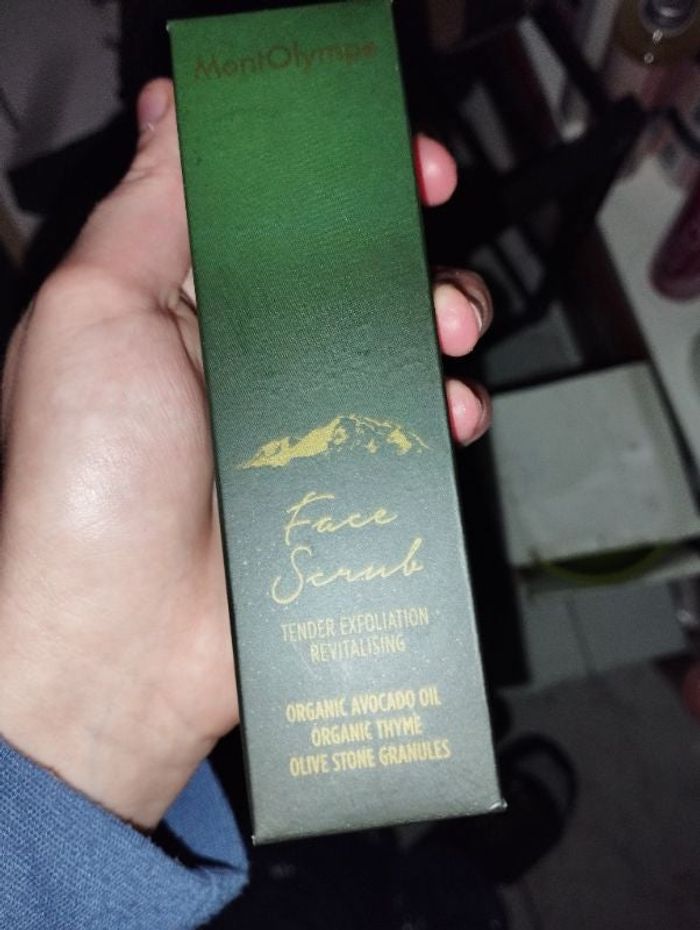 MontOlympe
Face
Scrub
TENDER EXFOLIATION
REVITALISING
ORGANIC AVOCADO OIL
ORGANIC THYME
OLIVE STONE GRANULES